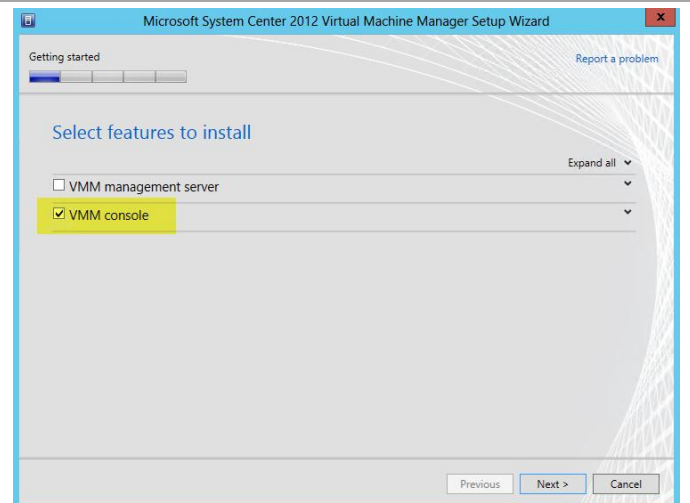 Microsoft System Center 2012 Virtual Machine Manager Setup Wizard
x
Getting started
Report a problem
Select features to install
Expand all
VMM management server
VMM console
Previous
Next >
Cancel